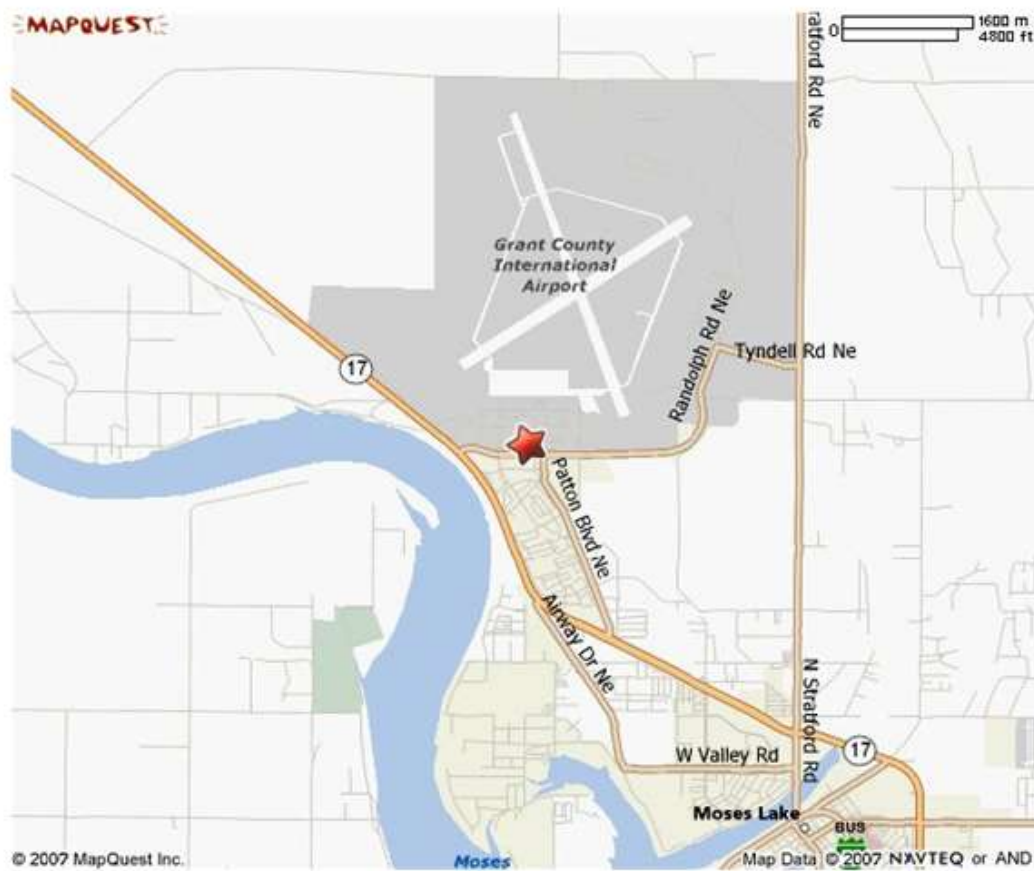 MAPQUEST
0
1600 m
4800 ft
ratford Rd Ne
Grant County
International
Airport
Randolph Rd Ne
Tyndell Rd Ne
17
Patton Blvd Ne
Airway Dr Ne
N Stratford Rd
W Valley Rd
17
Moses Lake
BUS
Moses
© 2007 MapQuest Inc.
Map Data © 2007 NAVTEQ or AND